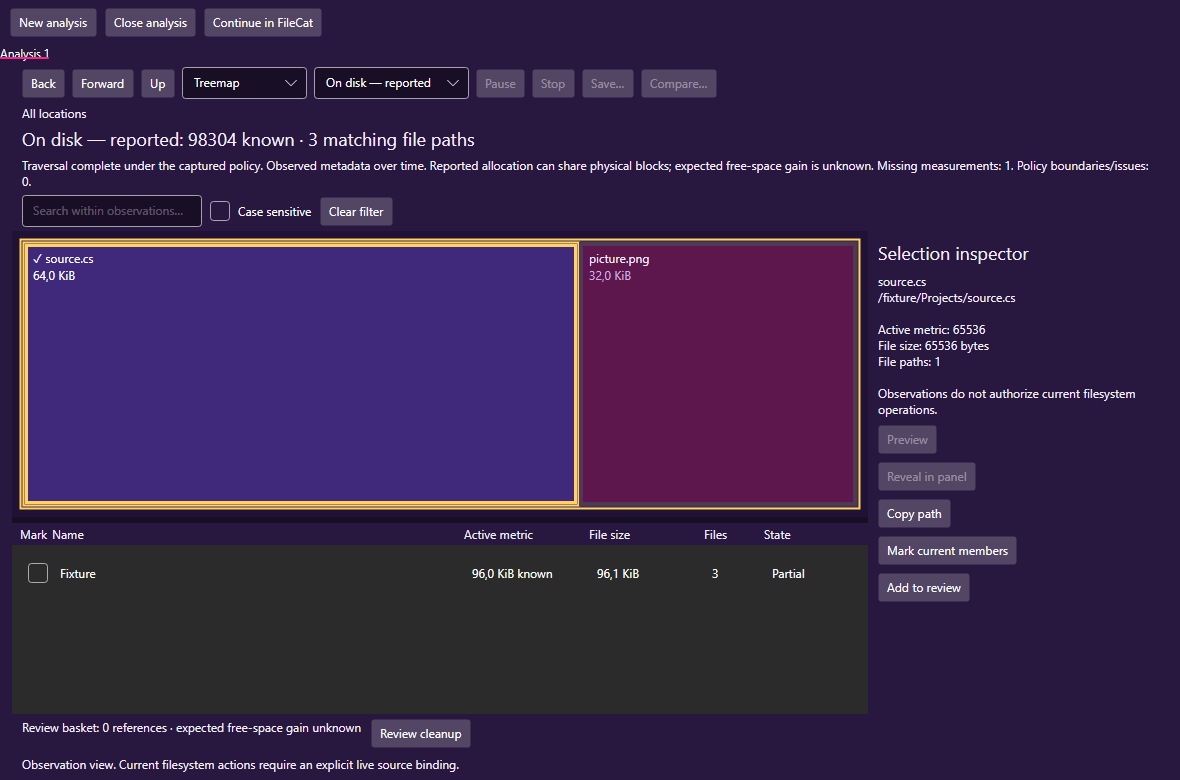 New analysis Close analysis Continue in FileCat
Analysis 1
Back Forward Up Treemap On disk — reported Pause Stop Save... Compare...
All locations
On disk — reported: 98304 known · 3 matching file paths
Traversal complete under the captured policy. Observed metadata over time. Reported allocation can share physical blocks; expected free-space gain is unknown. Missing measurements: 1. Policy boundaries/issues:
0.
Search within observations... Case sensitive Clear filter
✓ source.cs
64,0 KiB
picture.png
32,0 KiB
Selection inspector
source.cs
/fixture/Projects/source.cs
Active metric: 65536
File size: 65536 bytes
File paths: 1
Observations do not authorize current filesystem
operations.
Preview
Reveal in panel
Copy path
Mark current members
Add to review
Mark Name Active metric File size Files State
Fixture 96,0 KiB known 96,1 KiB 3 Partial
Review basket: 0 references · expected free-space gain unknown Review cleanup
Observation view. Current filesystem actions require an explicit live source binding.